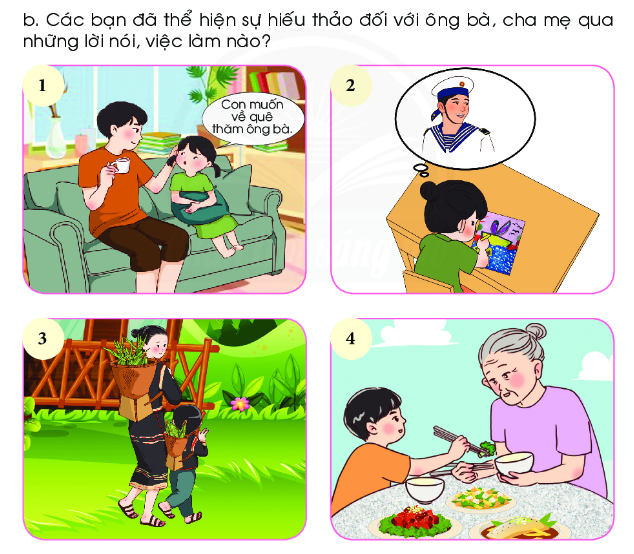 b. Các bạn đã thể hiện sự hiếu thảo đối với ông bà, cha mẹ qua
những lời nói, việc làm nào?
1
Con muốn
về quê
thăm ông bà.
2
3
4